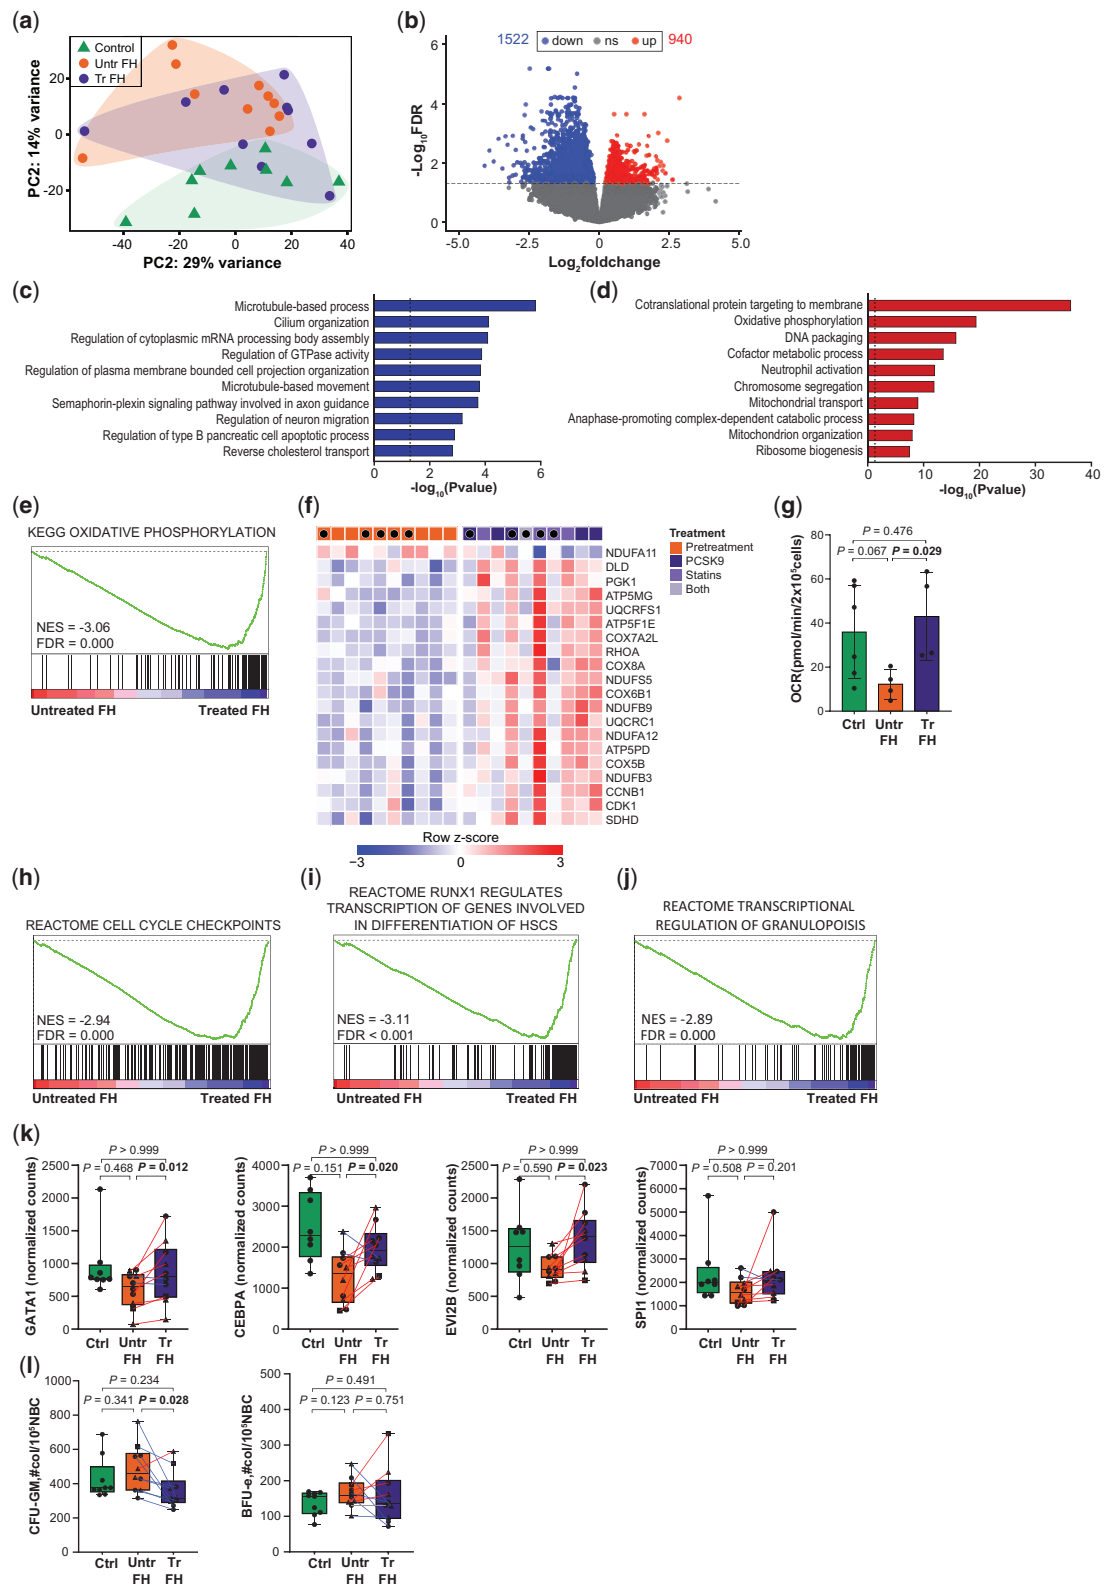 (a)
Control
Untr FH
Tr FH
PC2: 14% variance
20
0
-20
-40
-20
0
20
40
PC2: 29% variance
(b)
1522
down
ns
up
940
-Log10FDR
6
4
2
0
-5.0
-2.5
0
2.5
5.0
Log2foldchange
(c)
Microtubule-based process
Cilium organization
Regulation of cytoplasmic mRNA processing body assembly
Regulation of GTPase activity
Regulation of plasma membrane bounded cell projection organization
Microtubule-based movement
Semaphorin-plexin signaling pathway involved in axon guidance
Regulation of neuron migration
Regulation of type B pancreatic cell apoptotic process
Reverse cholesterol transport
0
2
4
6
-log10(Pvalue)
(d)
Cotranslational protein targeting to membrane
Oxidative phosphorylation
DNA packaging
Cofactor metabolic process
Neutrophil activation
Chromosome segregation
Mitochondrial transport
Anaphase-promoting complex-dependent catabolic process
Mitochondrion organization
Ribosome biogenesis
0
10
20
30
40
-log10(Pvalue)
(e)
KEGG OXIDATIVE PHOSPHORYLATION
NES = -3.06
FDR = 0.000
Untreated FH
Treated FH
(f)
NDUFA11
DLD
PGK1
ATP5MG
UQCRFS1
ATP5F1E
COX7A2L
RHOA
COX8A
NDUFS5
COX6B1
NDUFB9
UQCRC1
NDUFA12
ATP5PD
COX5B
NDUFB3
CCNB1
CDK1
SDHD
Treatment
Pretreatment
PCSK9
Statins
Both
Row z-score
−3
0
3
(g)
P = 0.476
P = 0.067
P = 0.029
OCR(pmol/min/2x10⁵cells)
80
60
40
20
0
Ctrl
Untr FH
Tr FH
(h)
REACTOME CELL CYCLE CHECKPOINTS
NES = -2.94
FDR = 0.000
Untreated FH
Treated FH
(i)
REACTOME RUNX1 REGULATES
TRANSCRIPTION OF GENES INVOLVED
IN DIFFERENTIATION OF HSCS
NES = -3.11
FDR < 0.001
Untreated FH
Treated FH
(j)
REACTOME TRANSCRIPTIONAL
REGULATION OF GRANULOPOISIS
NES = -2.89
FDR = 0.000
Untreated FH
Treated FH
(k)
P > 0.999
P = 0.468
P = 0.012
GATA1 (normalized counts)
2500
2000
1500
1000
500
0
Ctrl
Untr FH
Tr FH
P > 0.999
P = 0.151
P = 0.020
CEBPA (normalized counts)
4000
3000
2000
1000
0
Ctrl
Untr FH
Tr FH
P > 0.999
P = 0.590
P = 0.023
EVI2B (normalized counts)
2500
2000
1500
1000
500
0
Ctrl
Untr FH
Tr FH
P > 0.999
P = 0.508
P = 0.201
SPI1 (normalized counts)
7000
6000
5000
4000
3000
2000
1000
0
Ctrl
Untr FH
Tr FH
(l)
P = 0.234
P = 0.341
P = 0.028
CFU-GM,#col/10⁵NBC
1000
800
600
400
200
0
Ctrl
Untr FH
Tr FH
P = 0.491
P = 0.123
P = 0.751
BFU-e,#col/10⁵NBC
500
400
300
200
100
0
Ctrl
Untr FH
Tr FH